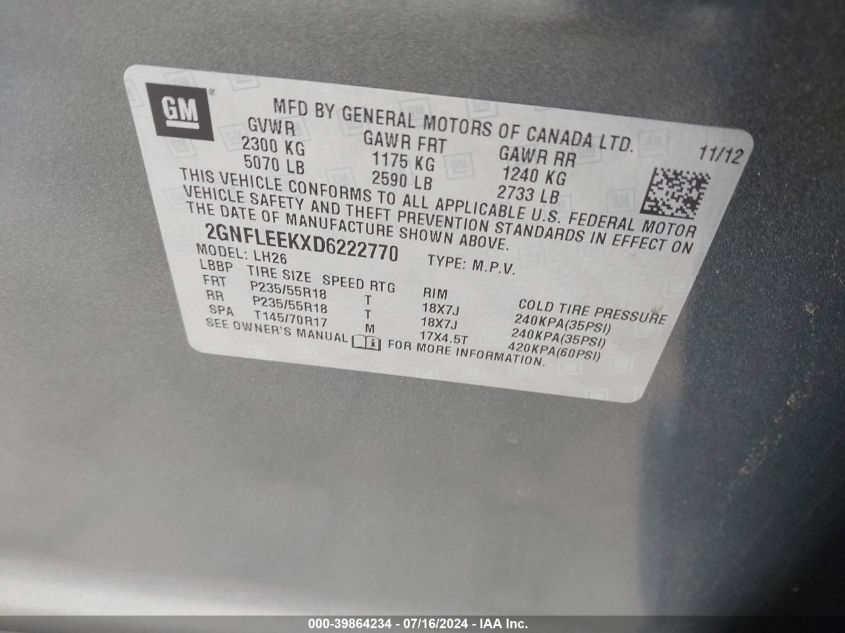 GM
MFD BY GENERAL MOTORS OF CANADA LTD.
GVWR GAWR FRT GAWR RR 11/12
2300 KG 1175 KG 1240 KG
5070 LB 2590 LB 2733 LB
THIS VEHICLE CONFORMS TO ALL APPLICABLE U.S. FEDERAL MOTOR
VEHICLE SAFETY AND THEFT PREVENTION STANDARDS IN EFFECT ON
THE DATE OF MANUFACTURE SHOWN ABOVE.
2GNFLEEKXD6222770 TYPE: M.P.V.
MODEL: LH26
LBBP TIRE SIZE SPEED RTG RIM COLD TIRE PRESSURE
FRT P235/55R18 T 18X7J 240KPA(35PSI)
RR P235/55R18 T 18X7J 240KPA(35PSI)
SPA T145/70R17 M 17X4.5T 420KPA(60PSI)
SEE OWNER'S MANUAL FOR MORE INFORMATION.
000-39864234 - 07/16/2024 - IAA Inc.